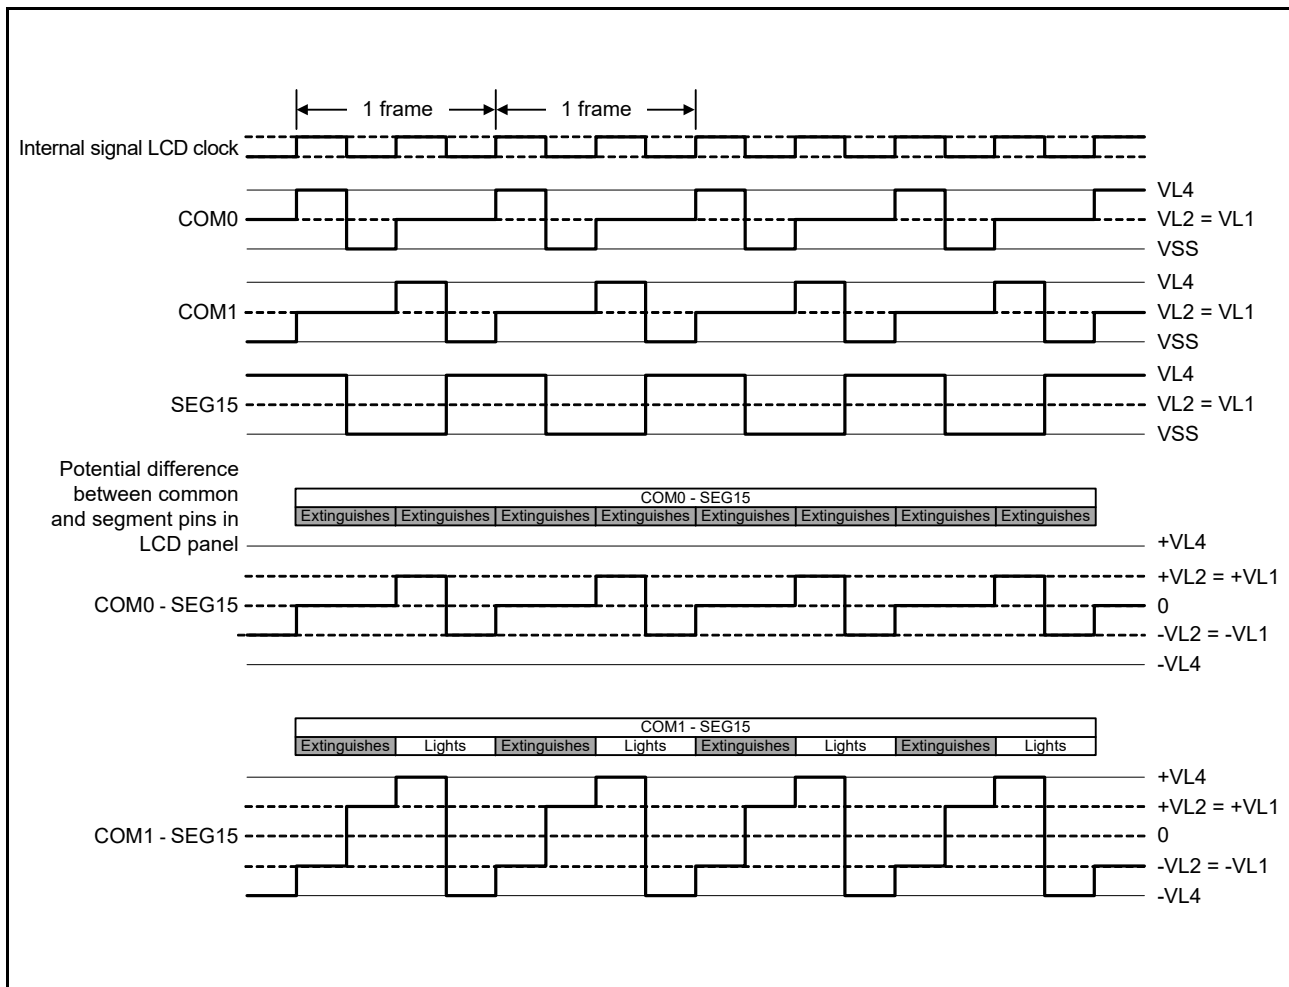 1 frame
1 frame
Internal signal LCD clock
COM0
VL4
VL2 = VL1
VSS
COM1
VL4
VL2 = VL1
VSS
SEG15
VL4
VL2 = VL1
VSS
Potential difference
between common
and segment pins in
LCD panel
COM0 - SEG15
Extinguishes Extinguishes Extinguishes Extinguishes Extinguishes Extinguishes Extinguishes Extinguishes
COM0 - SEG15
+VL4
+VL2 = +VL1
0
-VL2 = -VL1
-VL4
COM1 - SEG15
Extinguishes Lights Extinguishes Lights Extinguishes Lights Extinguishes Lights
COM1 - SEG15
+VL4
+VL2 = +VL1
0
-VL2 = -VL1
-VL4